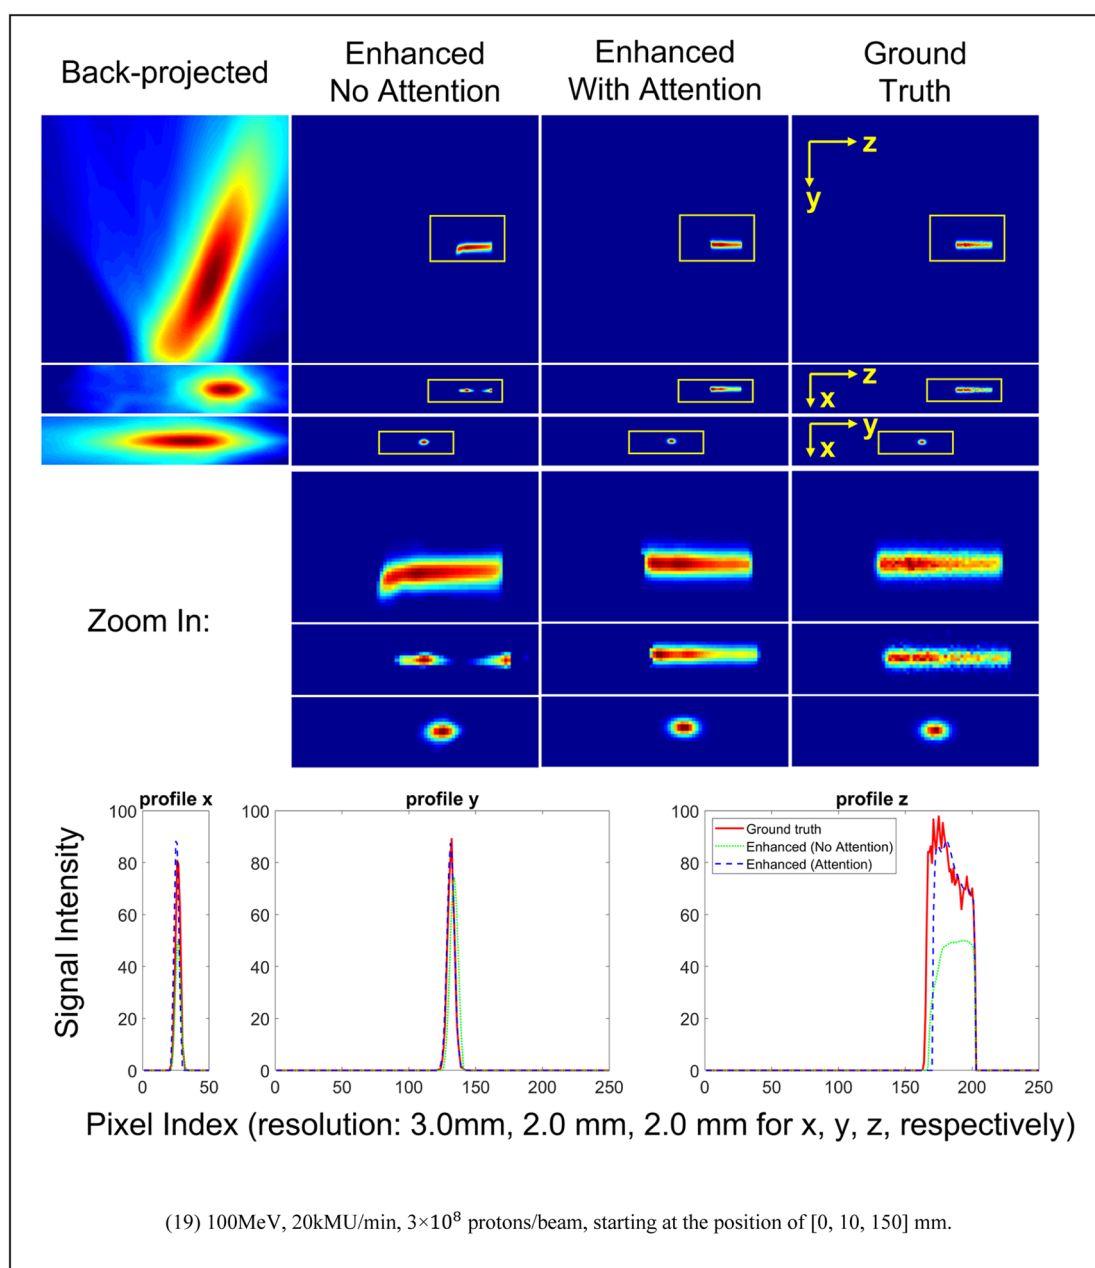 Back-projected
Enhanced
No Attention
Enhanced
With Attention
Ground
Truth
z
y
z
x
y
x
Zoom In:
profile x
profile y
profile z
Signal Intensity
100
80
60
40
20
0
0
50
100
80
60
40
20
0
0
50
100
150
200
250
100
80
60
40
20
0
0
50
100
150
200
250
Ground truth
Enhanced (No Attention)
Enhanced (Attention)
Pixel Index (resolution: 3.0mm, 2.0 mm, 2.0 mm for x, y, z, respectively)
(19) 100MeV, 20kMU/min, 3×10⁸ protons/beam, starting at the position of [0, 10, 150] mm.